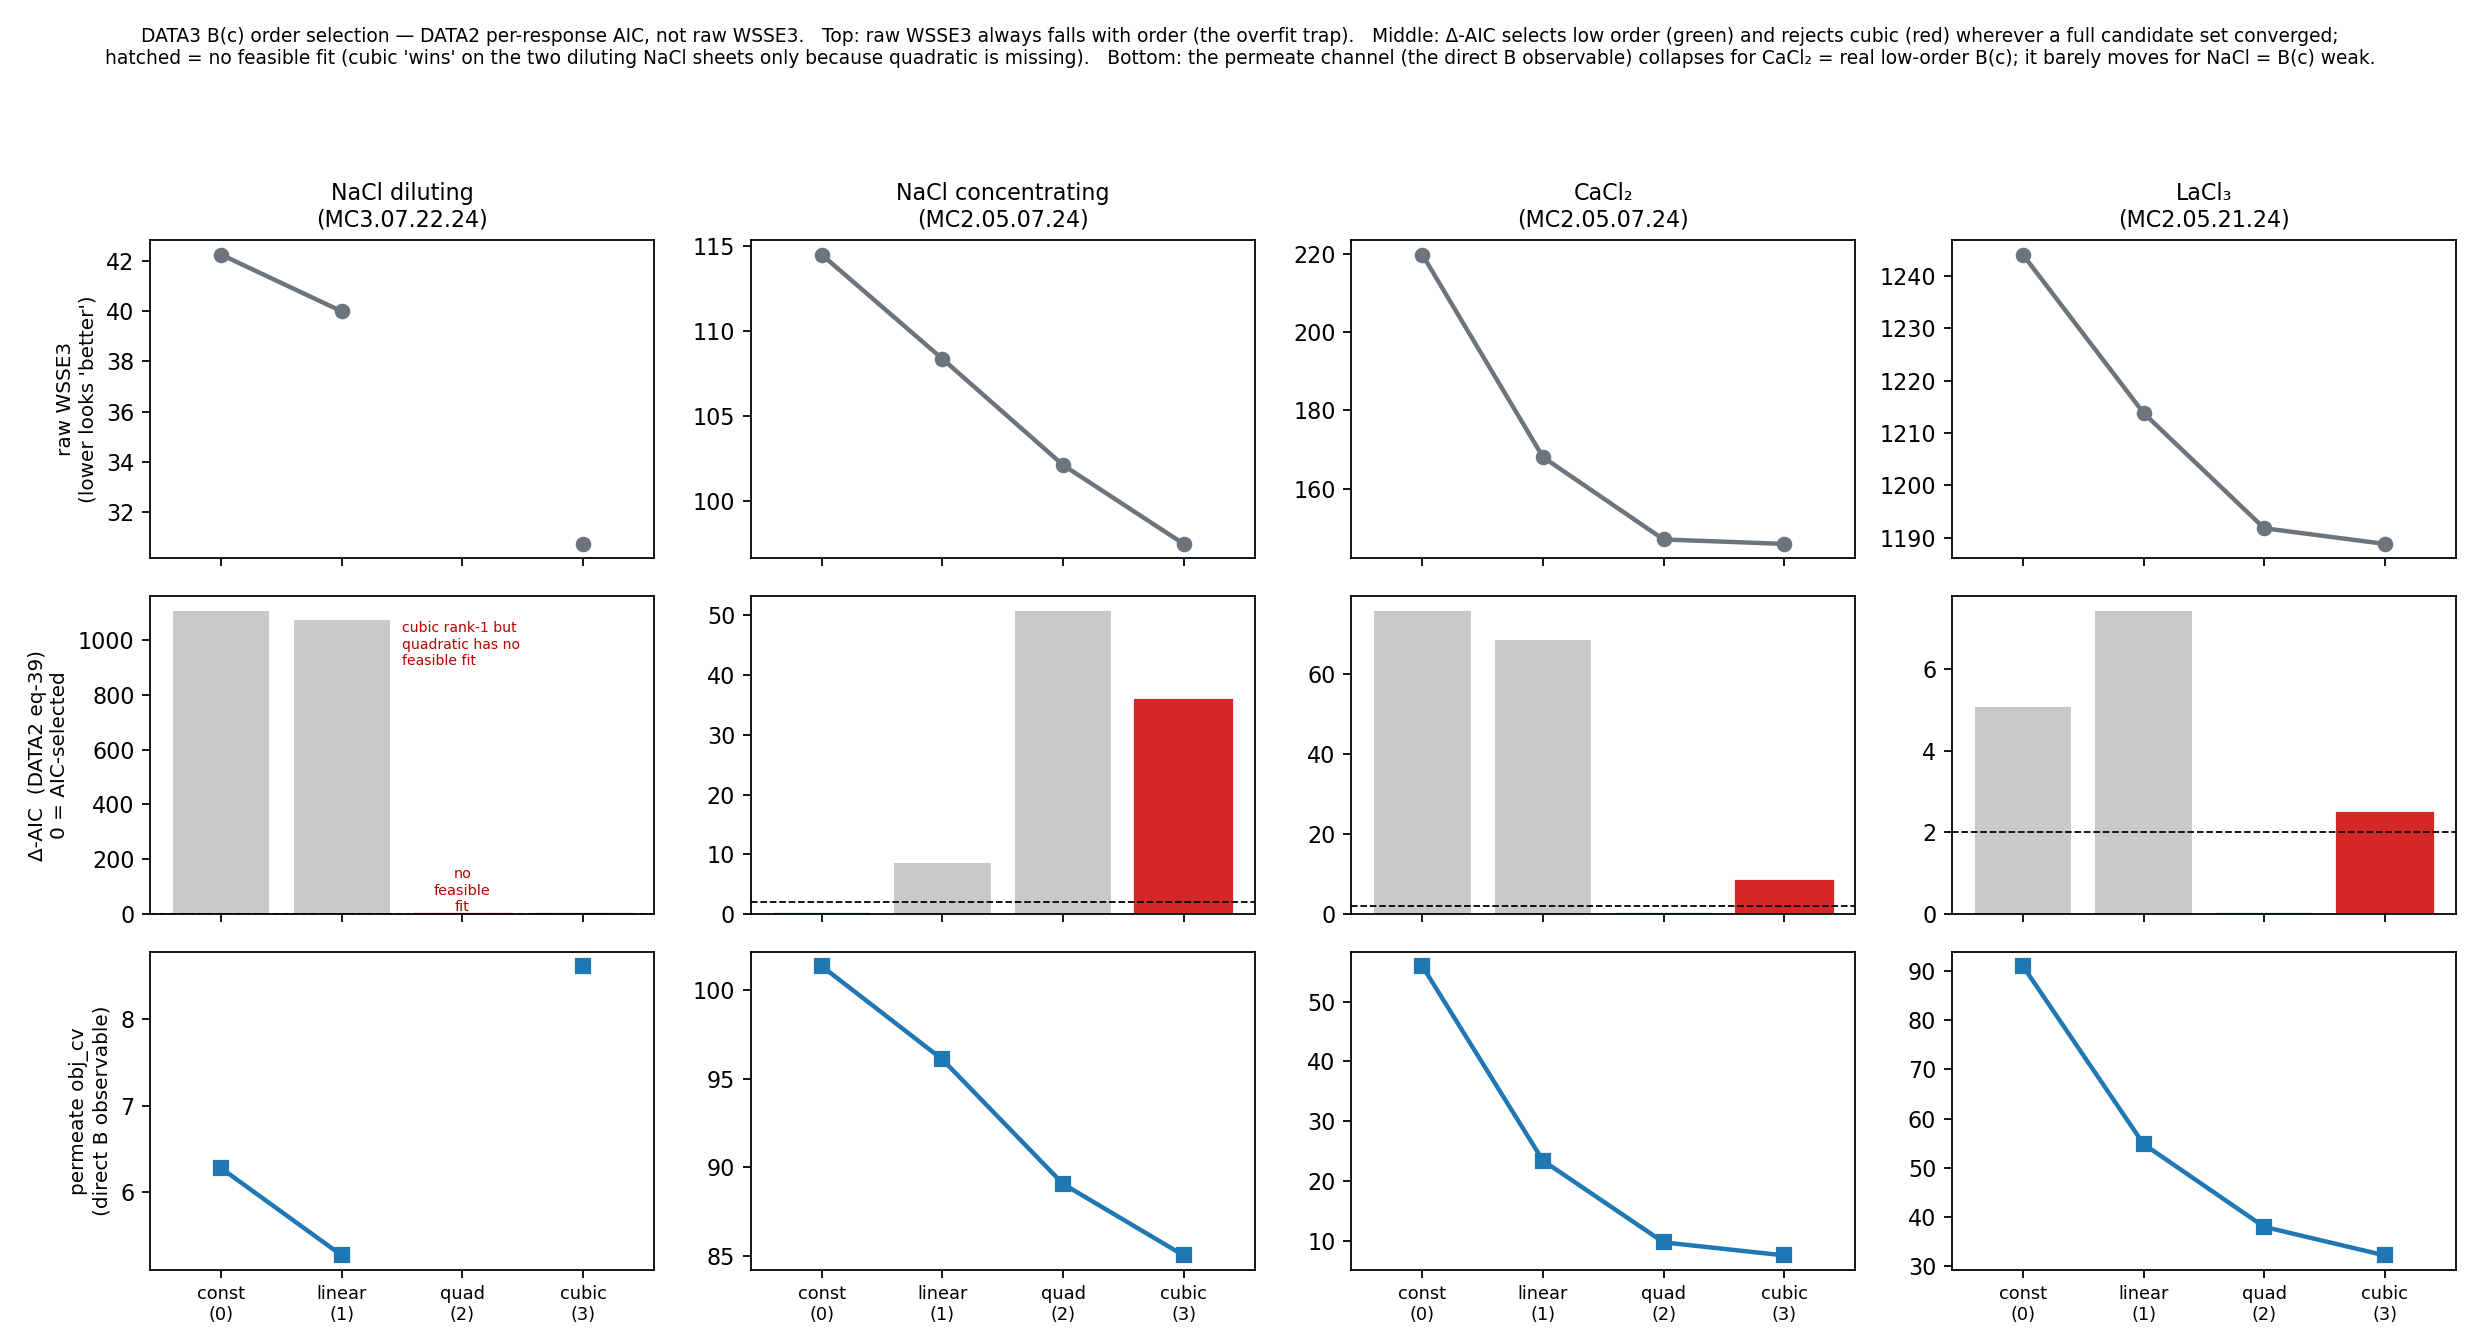 DATA3 B(c) order selection — DATA2 per-response AIC, not raw WSSE3.   Top: raw WSSE3 always falls with order (the overfit trap).   Middle: Δ-AIC selects low order (green) and rejects cubic (red) wherever a full candidate set converged;
hatched = no feasible fit (cubic 'wins' on the two diluting NaCl sheets only because quadratic is missing).   Bottom: the permeate channel (the direct B observable) collapses for CaCl₂ = real low-order B(c); it barely moves for NaCl = B(c) weak.
NaCl diluting
(MC3.07.22.24)
NaCl concentrating
(MC2.05.07.24)
CaCl₂
(MC2.05.07.24)
LaCl₃
(MC2.05.21.24)
raw WSSE3
(lower looks 'better')
42
40
38
36
34
32
115
110
105
100
220
200
180
160
1240
1230
1220
1210
1200
1190
Δ-AIC  (DATA2 eq-39)
0 = AIC-selected
1000
800
600
400
200
0
cubic rank-1 but
quadratic has no
feasible fit
no
feasible
fit
50
40
30
20
10
0
60
40
20
0
6
4
2
0
permeate obj_cv
(direct B observable)
8
7
6
100
95
90
85
50
40
30
20
10
90
80
70
60
50
40
30
const
(0)
linear
(1)
quad
(2)
cubic
(3)
const
(0)
linear
(1)
quad
(2)
cubic
(3)
const
(0)
linear
(1)
quad
(2)
cubic
(3)
const
(0)
linear
(1)
quad
(2)
cubic
(3)